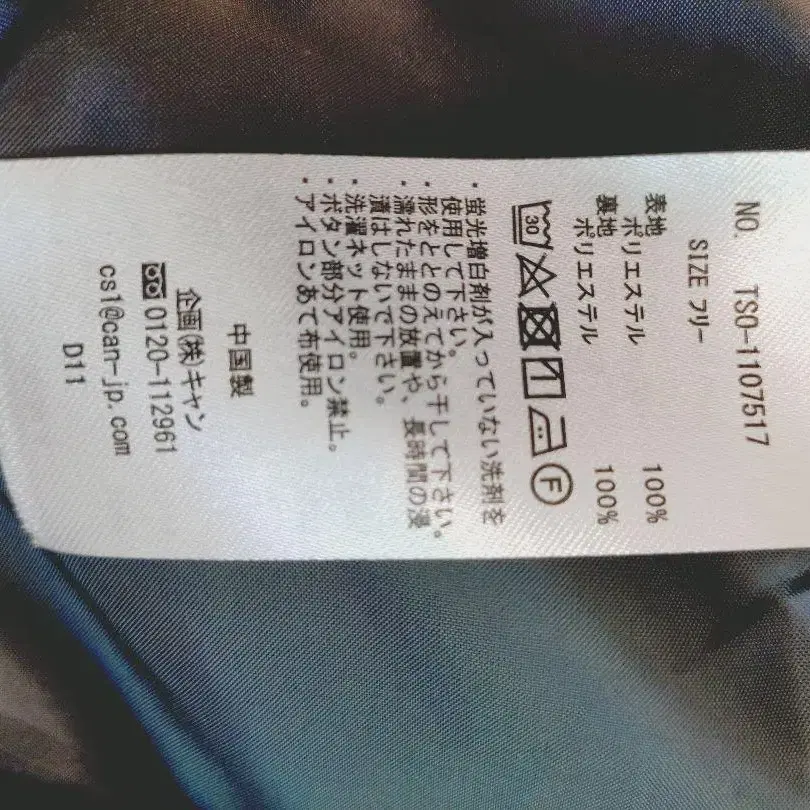 NO. TSO-1107517
SIZE フリー
表地
ポリエステル 100%
裏地
ポリエステル 100%
30 F
・蛍光増白剤が入っていない洗剤を
使用して下さい。
・形をととのえてから干して下さい。
・濡れたままの放置や、長時間の浸
漬はしないで下さい。
・洗濯ネット使用。
・ボタン部分アイロン禁止。
・アイロンあて布使用。
中国製
企画(株)キャン
0120-112961
cs1@can-jp.com
D11